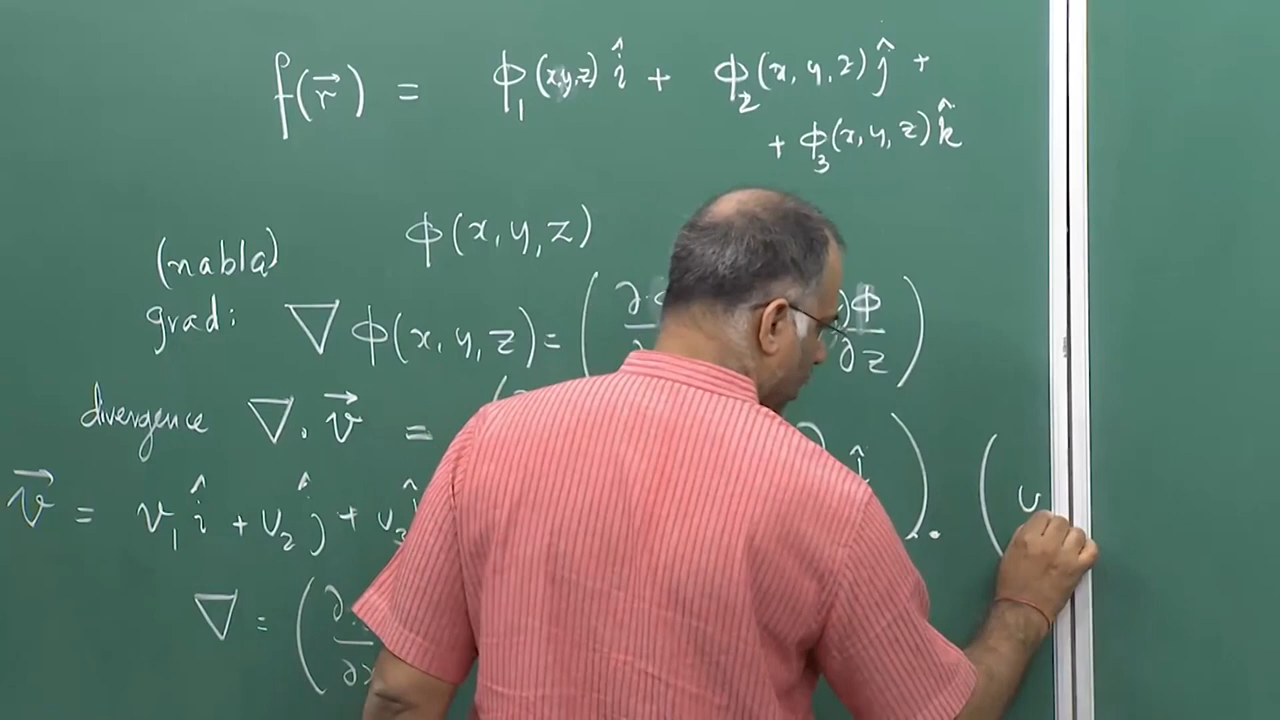 f(r⃗) = ϕ₁(x,y,z) î + ϕ₂(x, y, z) ĵ +
+ ϕ₃(x, y, z) k̂
ϕ(x, y, z)
(nabla)
grad: ∇ ϕ(x, y, z) = ( ∂ϕ/∂z )
divergence ∇. v⃗ =
). ( v
v⃗ = v₁ î + v₂ ĵ + v₃
∇ = ( ∂./∂x